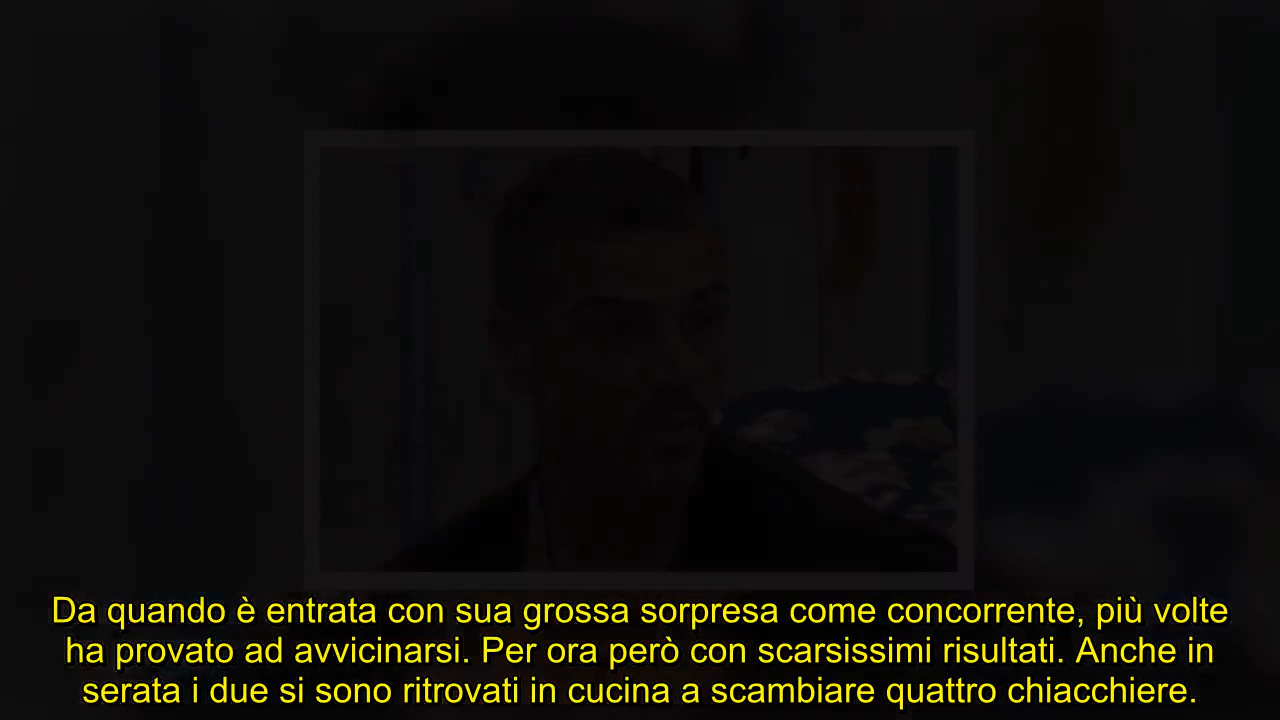 Da quando è entrata con sua grossa sorpresa come concorrente, più volte
ha provato ad avvicinarsi. Per ora però con scarsissimi risultati. Anche in
serata i due si sono ritrovati in cucina a scambiare quattro chiacchiere.